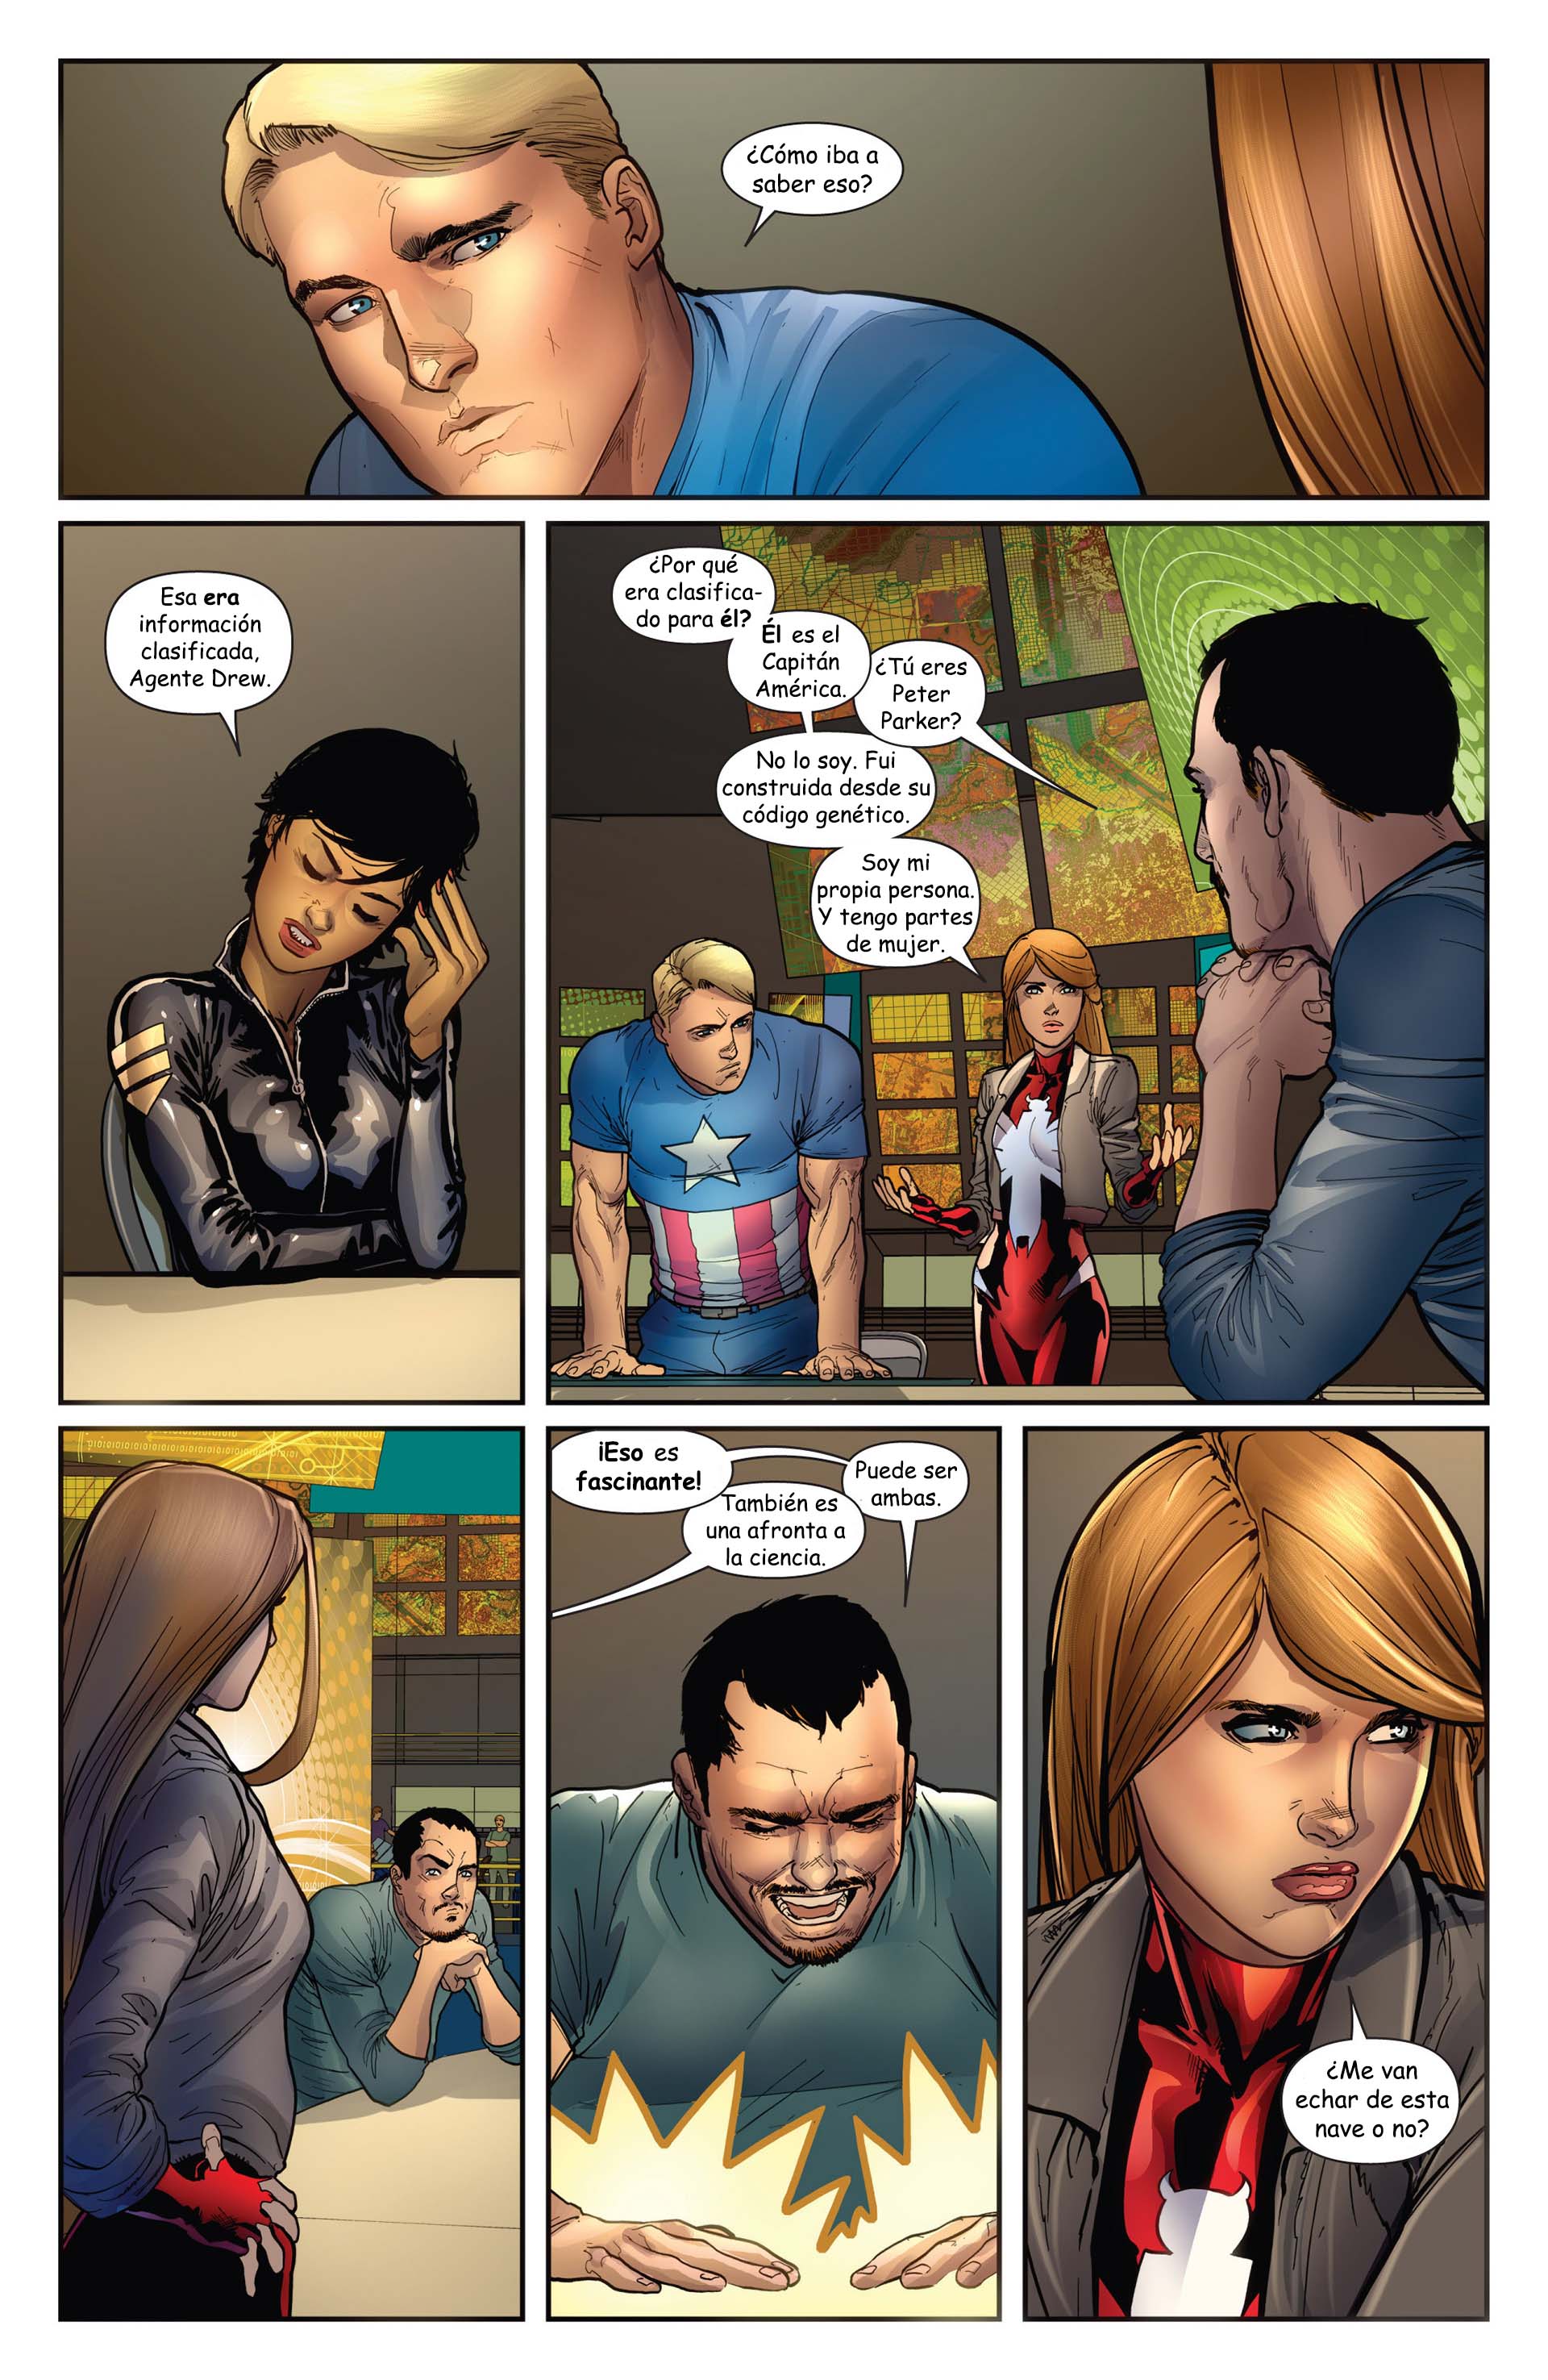 ¿Cómo iba a
saber eso?
Esa era
información
clasificada,
Agente Drew.
¿Por qué
era clasifica-
do para él?
Él es el
Capitán
América.
¿Tú eres
Peter
Parker?
No lo soy. Fui
construida desde su
código genético.
Soy mi
propia persona.
Y tengo partes
de mujer.
¡Eso es
fascinante!
También es
una afronta a
la ciencia.
Puede ser
ambas.
¿Me van
echar de esta
nave o no?